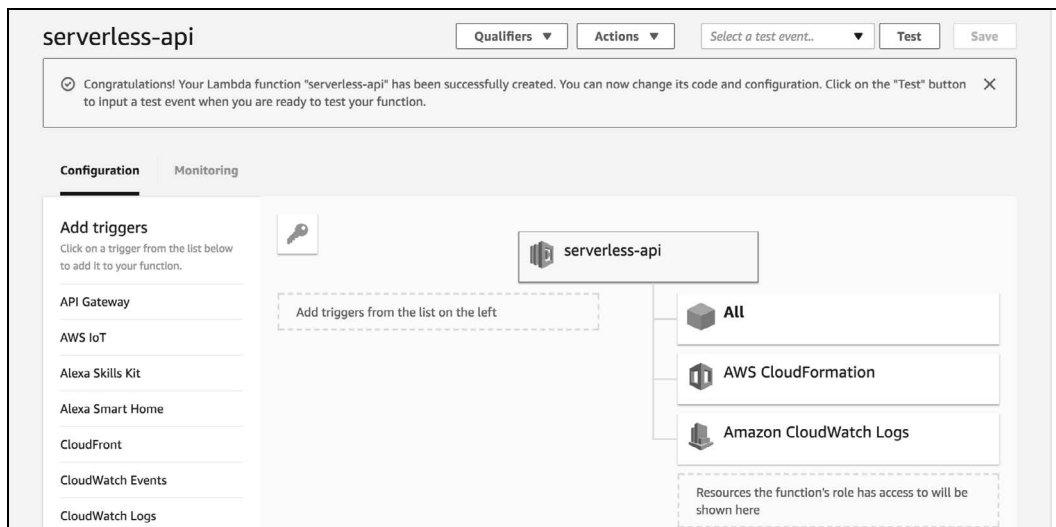 serverless-api
Qualifiers
Actions
Select a test event..
Test
Save
Congratulations! Your Lambda function "serverless-api" has been successfully created. You can now change its code and configuration. Click on the "Test" button
to input a test event when you are ready to test your function.
Configuration
Monitoring
Add triggers
Click on a trigger from the list below
to add it to your function.
API Gateway
AWS IoT
Alexa Skills Kit
Alexa Smart Home
CloudFront
CloudWatch Events
CloudWatch Logs
serverless-api
Add triggers from the list on the left
All
AWS CloudFormation
Amazon CloudWatch Logs
Resources the function's role has access to will be
shown here